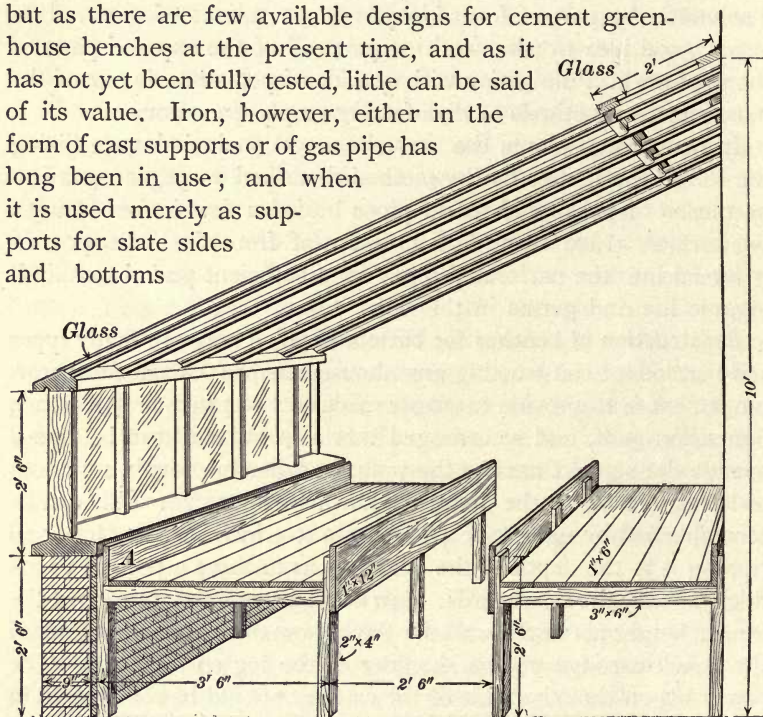 but as there are few available designs for cement green-
house benches at the present time, and as it
has not yet been fully tested, little can be said
of its value. Iron, however, either in the
form of cast supports or of gas pipe has
long been in use ; and when
it is used merely as sup-
ports for slate sides
and bottoms
Glass
2'
Glass
10'
2' 6"
A
1"×12"
1"×6"
3"×6"
2' 6"
2"×4"
2' 6"
9"
3' 6"
2' 6"